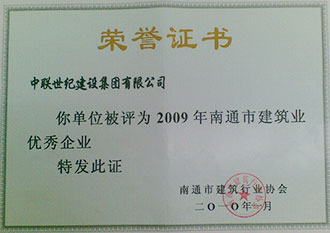 荣誉证书
中联世纪建设集团有限公司
你单位被评为2009年南通市建筑业
优秀企业
特发此证
南通市建筑行业协会
二〇一〇年一月